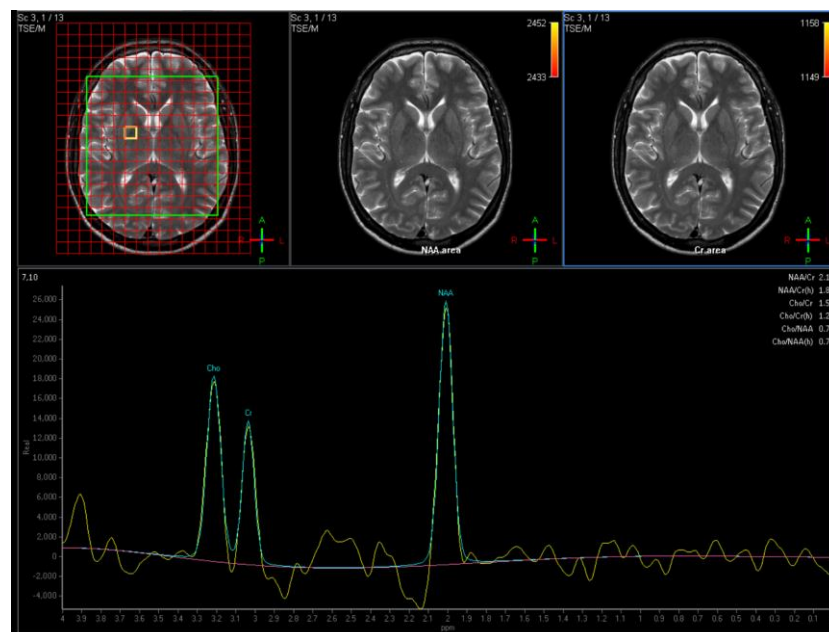 Sc 3, 1 / 13
TSE/M
A
R L
P
Sc 3, 1 / 13
TSE/M
2452
2433
A
R L
P
NAA.area
Sc 3, 1 / 13
TSE/M
1158
1149
A
R L
P
Cr.area
7,10
NAA/Cr 2.1
NAA/Cr(h) 1.8
Cho/Cr 1.5
Cho/Cr(h) 1.2
Cho/NAA 0.7
Cho/NAA(h) 0.7
NAA
Cho
Cr
26,000
24,000
22,000
20,000
18,000
16,000
14,000
12,000
10,000
8,000
6,000
4,000
2,000
0
-2,000
-4,000
Real
4 3.9 3.8 3.7 3.6 3.5 3.4 3.3 3.2 3.1 3 2.9 2.8 2.7 2.6 2.5 2.4 2.3 2.2 2.1 2 1.9 1.8 1.7 1.6 1.5 1.4 1.3 1.2 1.1 1 0.9 0.8 0.7 0.6 0.5 0.4 0.3 0.2 0.1
ppm